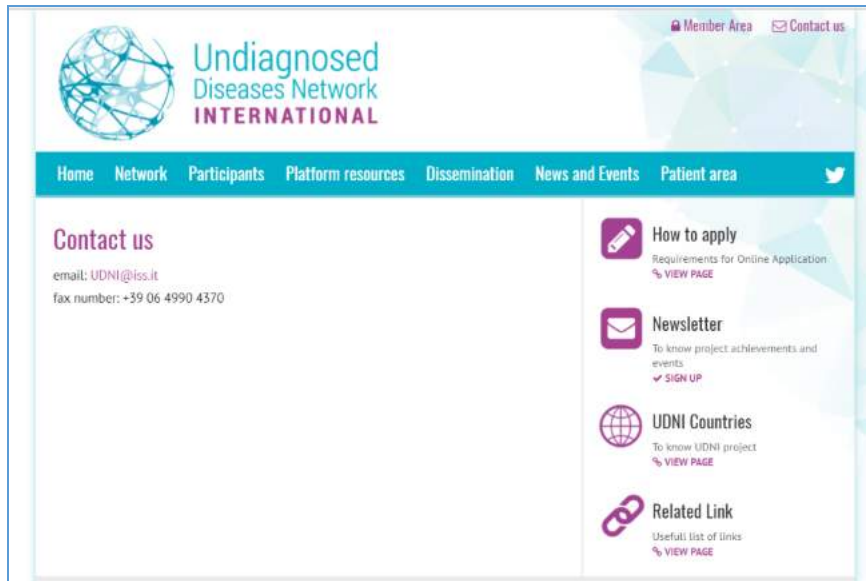 Member Area Contact us
Undiagnosed
Diseases Network
INTERNATIONAL
Home Network Participants Platform resources Dissemination News and Events Patient area
Contact us
email: UDNI@iss.it
fax number: +39 06 4990 4370
How to apply
Requirements for Online Application
VIEW PAGE
Newsletter
To know project achievements and
events
SIGN UP
UDNI Countries
To know UDNI project
VIEW PAGE
Related Link
Usefull list of links
VIEW PAGE